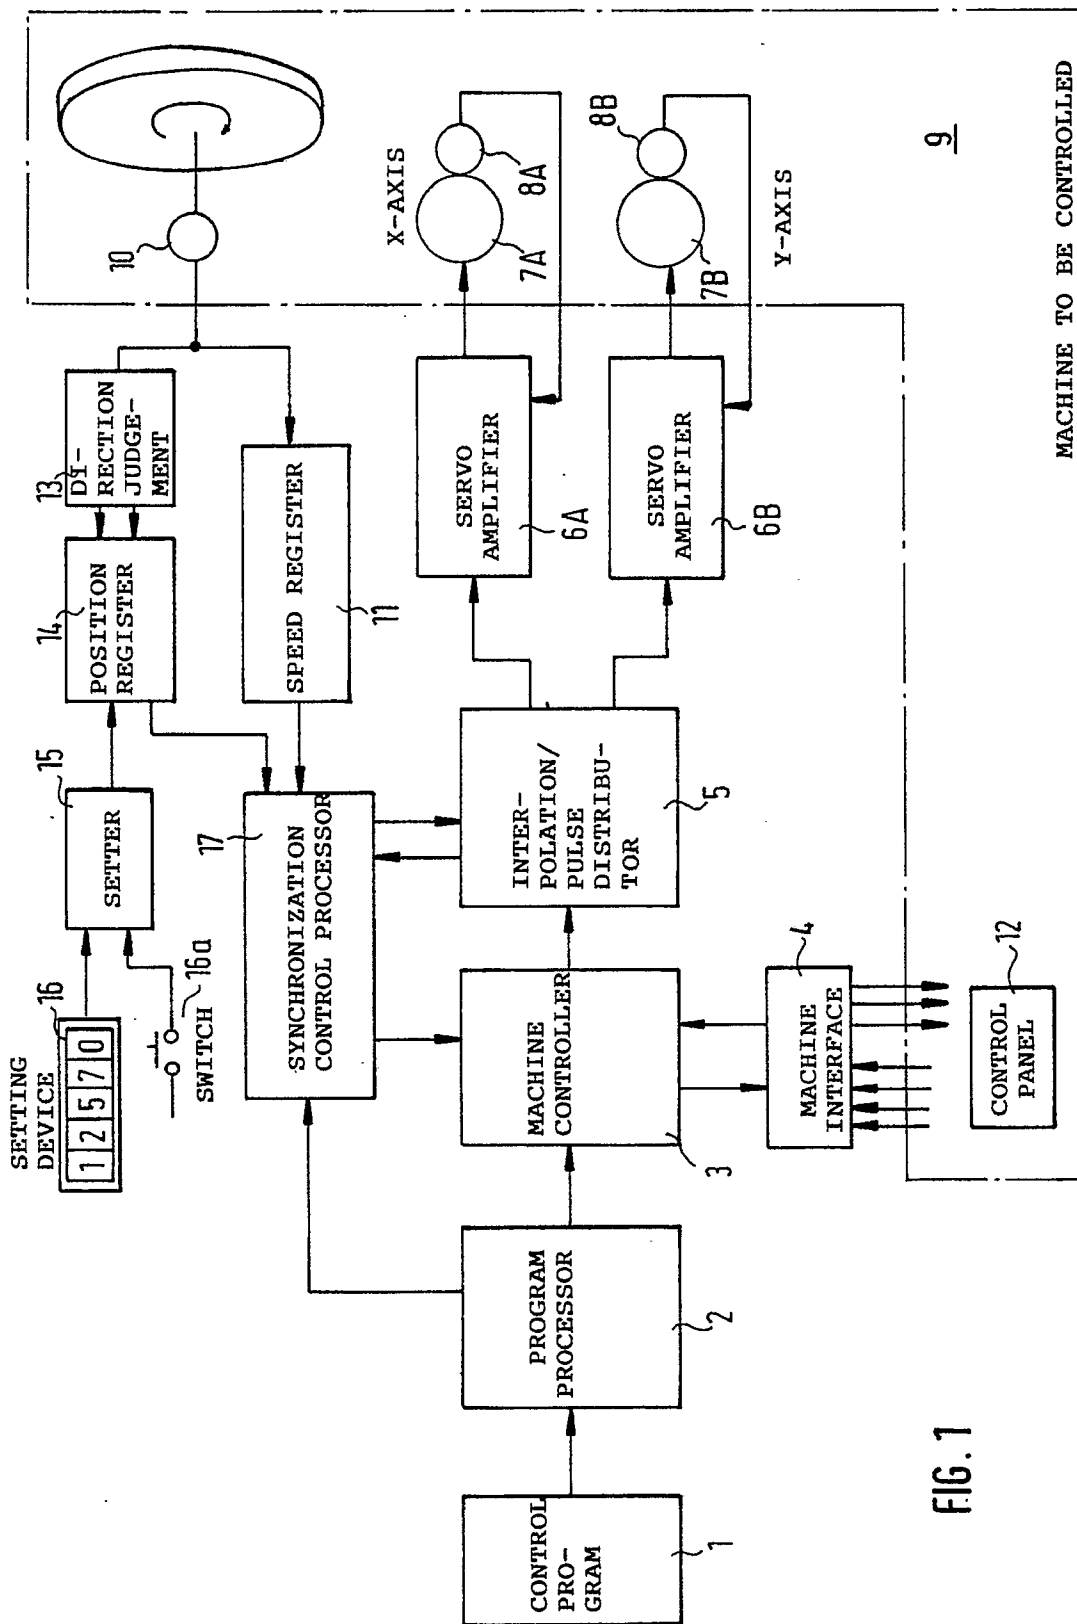 SETTING
DEVICE
16
1 2 5 7 0
SWITCH
16a
15
SETTER
14
POSITION
REGISTER
13
DI-
RECTION
JUDGE-
MENT
10
17
SYNCHRONIZATION
CONTROL PROCESSOR
SPEED REGISTER
11
X-AXIS
7A
8A
SERVO
AMPLIFIER
6A
CONTROL
PRO-
GRAM
1
PROGRAM
PROCESSOR
2
MACHINE
CONTROLLER
3
INTER-
POLATION/
PULSE
DISTRIBU-
TOR
5
SERVO
AMPLIFIER
6B
7B
8B
Y-AXIS
MACHINE
INTERFACE
4
CONTROL
PANEL
12
9
MACHINE TO BE CONTROLLED
FIG. 1